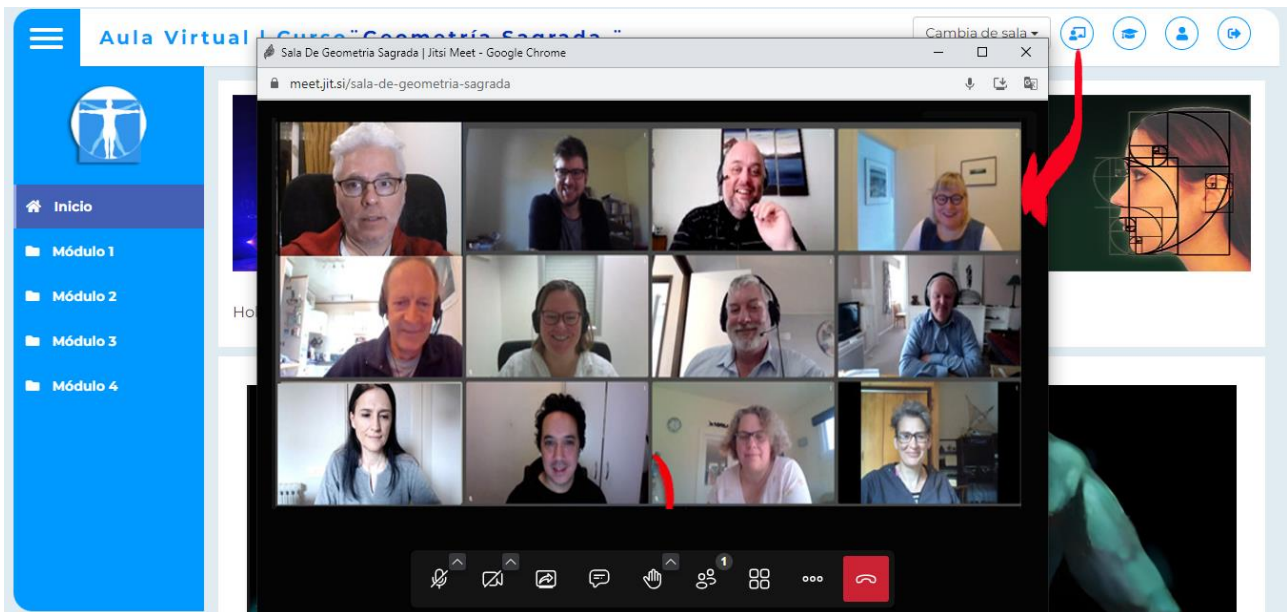 Aula Virtual | Curso¨Geometría Sagrada ¨
Cambia de sala
Sala De Geometria Sagrada | Jitsi Meet - Google Chrome
meet.jit.si/sala-de-geometria-sagrada
Inicio
Módulo 1
Módulo 2
Módulo 3
Módulo 4
1